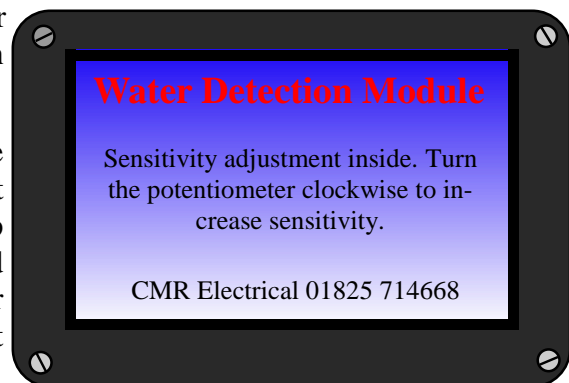 Water Detection Module
Sensitivity adjustment inside. Turn
the potentiometer clockwise to in-
crease sensitivity.
CMR Electrical 01825 714668